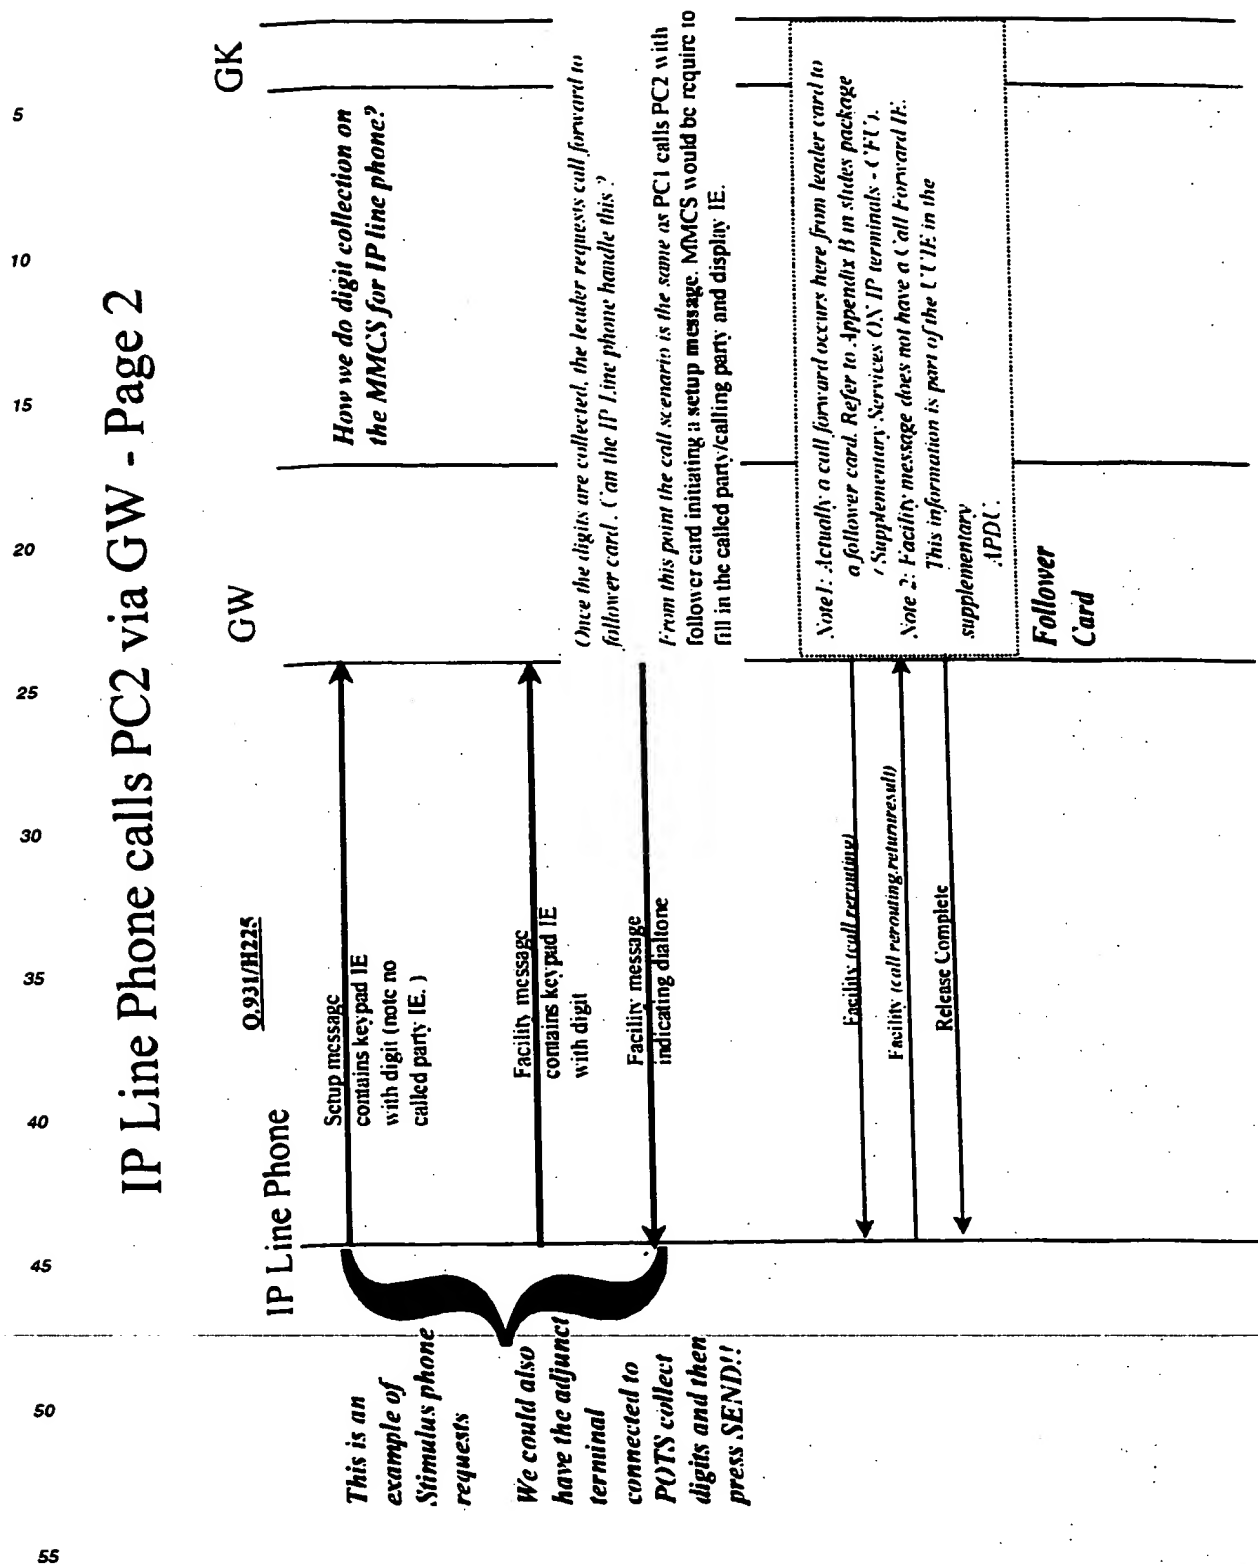 IP Line Phone calls PC2 via GW - Page 2
IP Line Phone
GW
GK
Q.931/H225
This is an
example of
Stimulus phone
requests
We could also
have the adjunct
terminal
connected to
POTS collect
digits and then
press SEND!!
Setup message
contains keypad IE
with digit (note no
called party IE. )
Facility message
contains keypad IE
with digit
Facility message
indicating dialtone
How we do digit collection on
the MMCS for IP line phone?
Once the digits are collected, the leader requests call forward to
follower card. Can the IP Line phone handle this ?
From this point the call scenario is the same as PC1 calls PC2 with
follower card initiating a setup message. MMCS would be require to
fill in the called party/calling party and display IE.
Facility (call rerouting)
Facility (call rerouting.returnresult)
Release Complete
Note1: Actually a call forward occurs here from leader card to
a follower card. Refer to Appendix B in slides package
(Supplementary Services ON IP terminals - CFU).
Note 2: Facility message does not have a Call Forward IE.
This information is part of the UUIE in the
supplementary
APDU.
Follower
Card
5
10
15
20
25
30
35
40
45
50
55